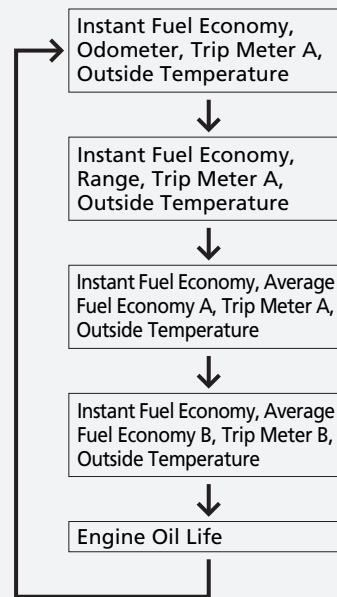 Instant Fuel Economy,
Odometer, Trip Meter A,
Outside Temperature
Instant Fuel Economy,
Range, Trip Meter A,
Outside Temperature
Instant Fuel Economy, Average
Fuel Economy A, Trip Meter A,
Outside Temperature
Instant Fuel Economy, Average
Fuel Economy B, Trip Meter B,
Outside Temperature
Engine Oil Life